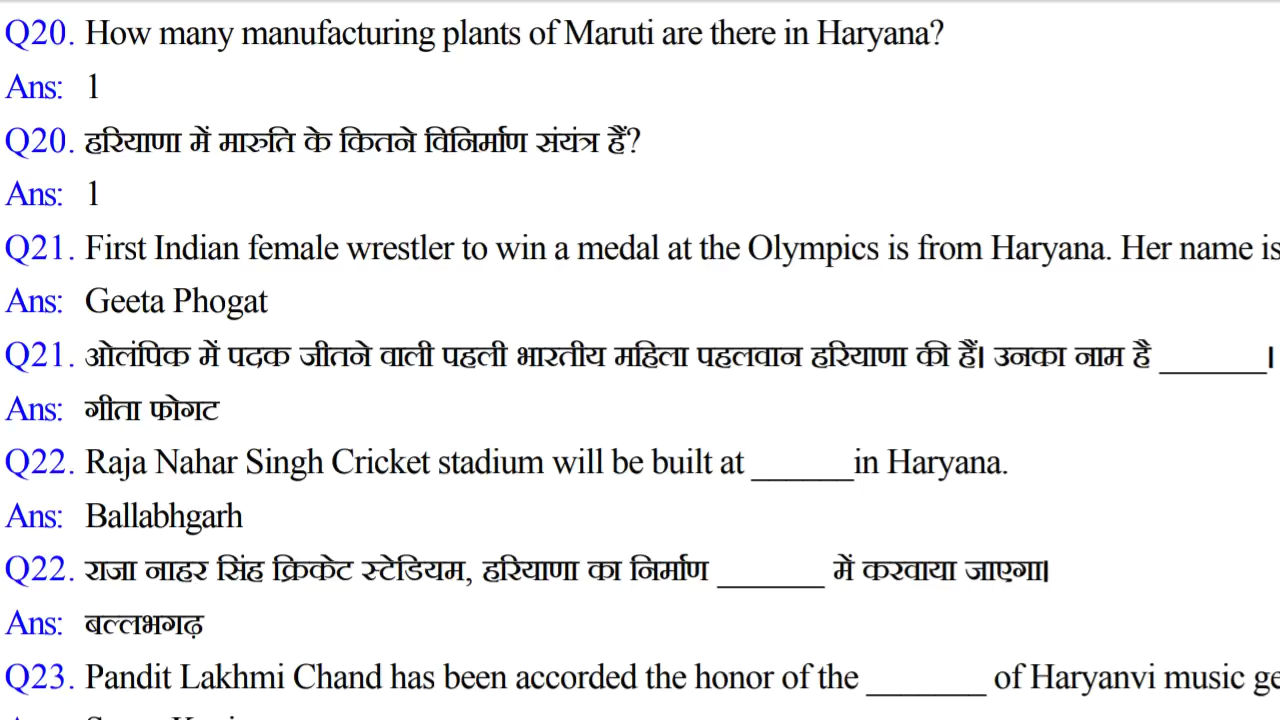 Q20. How many manufacturing plants of Maruti are there in Haryana?
Ans: 1
Q20. हरियाणा में मारुति के कितने विनिर्माण संयंत्र हैं?
Ans: 1
Q21. First Indian female wrestler to win a medal at the Olympics is from Haryana. Her name is
Ans: Geeta Phogat
Q21. ओलंपिक में पदक जीतने वाली पहली भारतीय महिला पहलवान हरियाणा की हैं। उनका नाम है ______।
Ans: गीता फोगट
Q22. Raja Nahar Singh Cricket stadium will be built at ______in Haryana.
Ans: Ballabhgarh
Q22. राजा नाहर सिंह क्रिकेट स्टेडियम, हरियाणा का निर्माण ______ में करवाया जाएगा।
Ans: बल्लभगढ़
Q23. Pandit Lakhmi Chand has been accorded the honor of the _______ of Haryanvi music ge